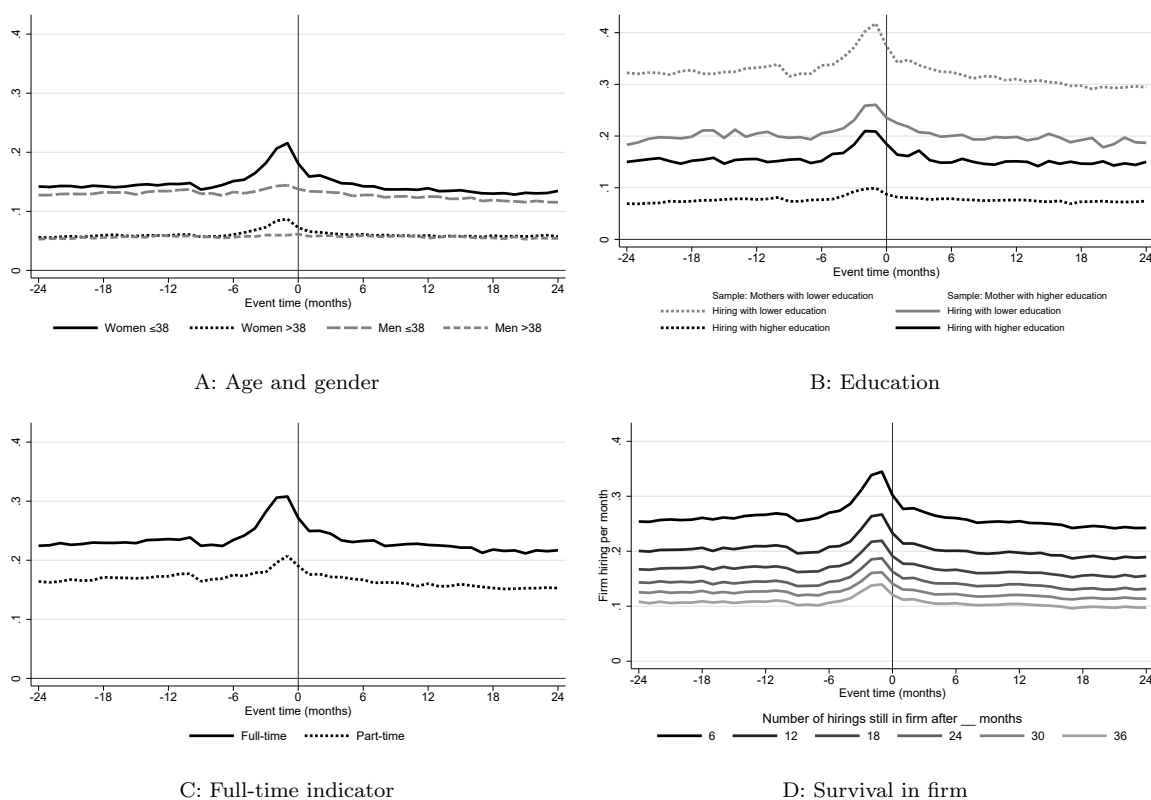 .4
.3
.2
.1
0
-24 -18 -12 -6 0 6 12 18 24
Event time (months)
Women ≤38 Women >38 Men ≤38 Men >38
A: Age and gender
.4
.3
.2
.1
0
-24 -18 -12 -6 0 6 12 18 24
Event time (months)
Sample: Mothers with lower education Sample: Mother with higher education
Hiring with lower education Hiring with lower education
Hiring with higher education Hiring with higher education
B: Education
.4
.3
.2
.1
0
-24 -18 -12 -6 0 6 12 18 24
Event time (months)
Full-time Part-time
C: Full-time indicator
Firm hiring per month
.4
.3
.2
.1
0
-24 -18 -12 -6 0 6 12 18 24
Event time (months)
Number of hirings still in firm after __ months
6 12 18 24 30 36
D: Survival in firm